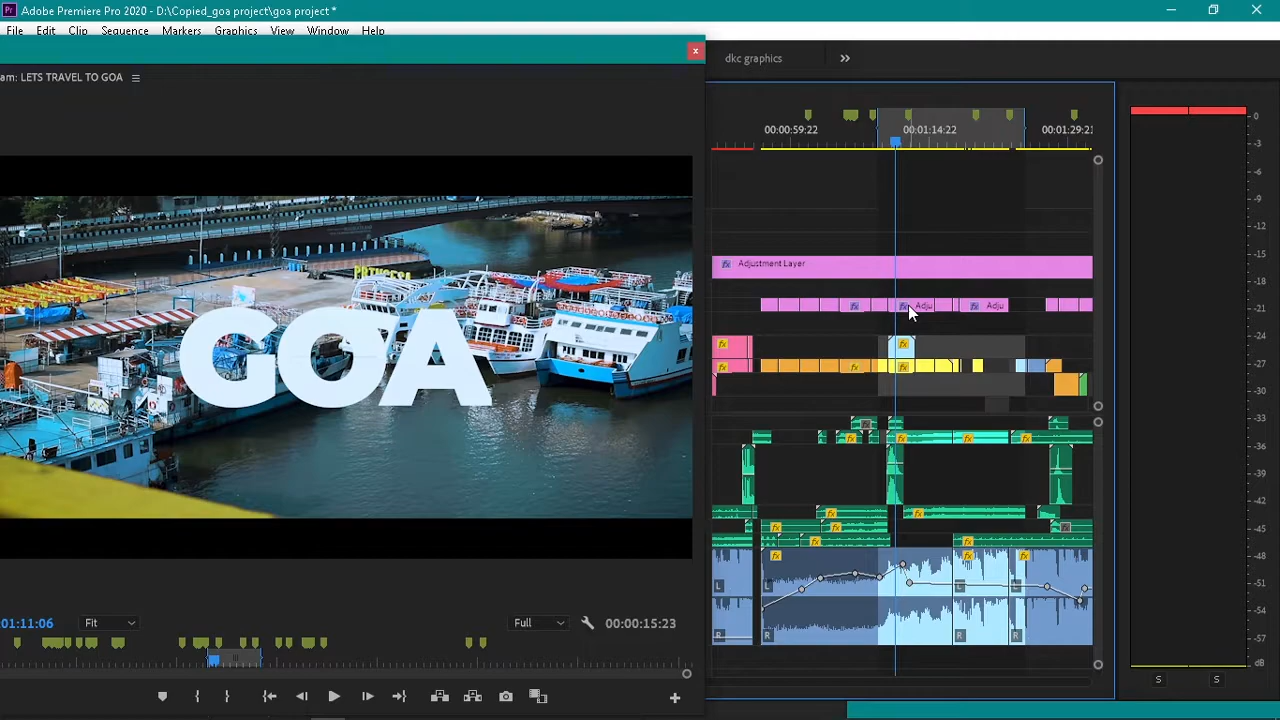 Adobe Premiere Pro 2020 - D:\Copied_goa project\goa project *
File Edit Clip Sequence Markers Graphics View Window Help
dkc graphics
am: LETS TRAVEL TO GOA
00:00:59:22 00:01:14:22 00:01:29:21
GOA
Adjustment Layer
fx Adju fx Adju
01:11:06 Fit Full 00:00:15:23
L L L L
R R R R
0
-3
-6
-9
-12
-15
-18
-21
-24
-27
-30
-33
-36
-39
-42
-45
-48
-51
-54
-57
dB
S S